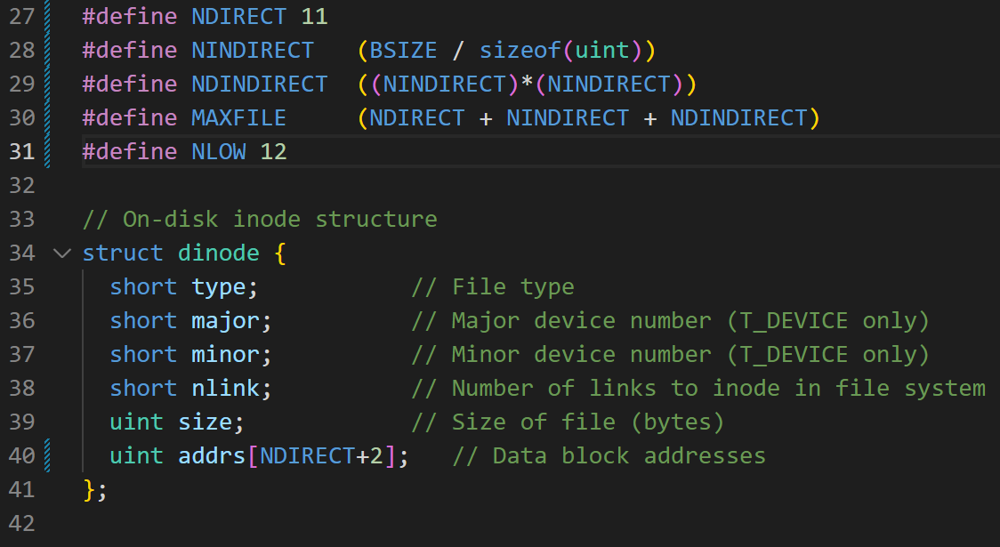 27 #define NDIRECT 11
28 #define NINDIRECT   (BSIZE / sizeof(uint))
29 #define NDINDIRECT  ((NINDIRECT)*(NINDIRECT))
30 #define MAXFILE     (NDIRECT + NINDIRECT + NDINDIRECT)
31 #define NLOW 12
32
33 // On-disk inode structure
34 struct dinode {
35   short type;           // File type
36   short major;          // Major device number (T_DEVICE only)
37   short minor;          // Minor device number (T_DEVICE only)
38   short nlink;          // Number of links to inode in file system
39   uint size;            // Size of file (bytes)
40   uint addrs[NDIRECT+2];   // Data block addresses
41 };
42